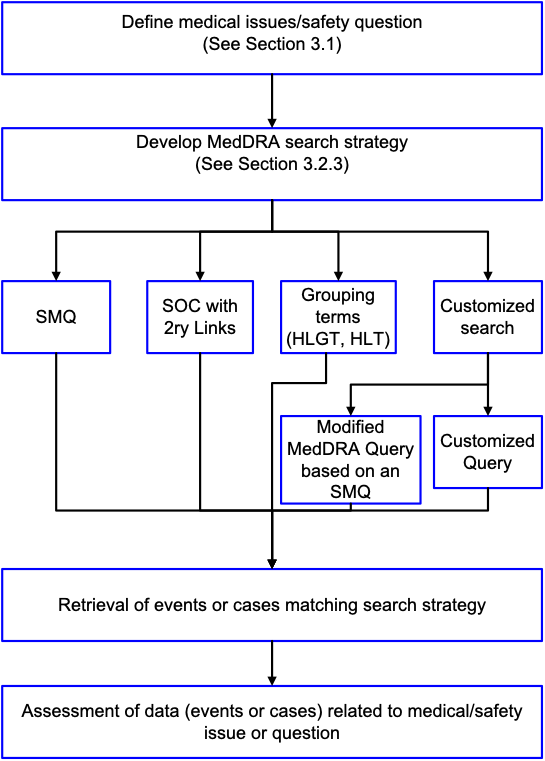 Define medical issues/safety question
(See Section 3.1)
Develop MedDRA search strategy
(See Section 3.2.3)
SMQ
SOC with
2ry Links
Grouping
terms
(HLGT, HLT)
Customized
search
Modified
MedDRA Query
based on an
SMQ
Customized
Query
Retrieval of events or cases matching search strategy
Assessment of data (events or cases) related to medical/safety
issue or question